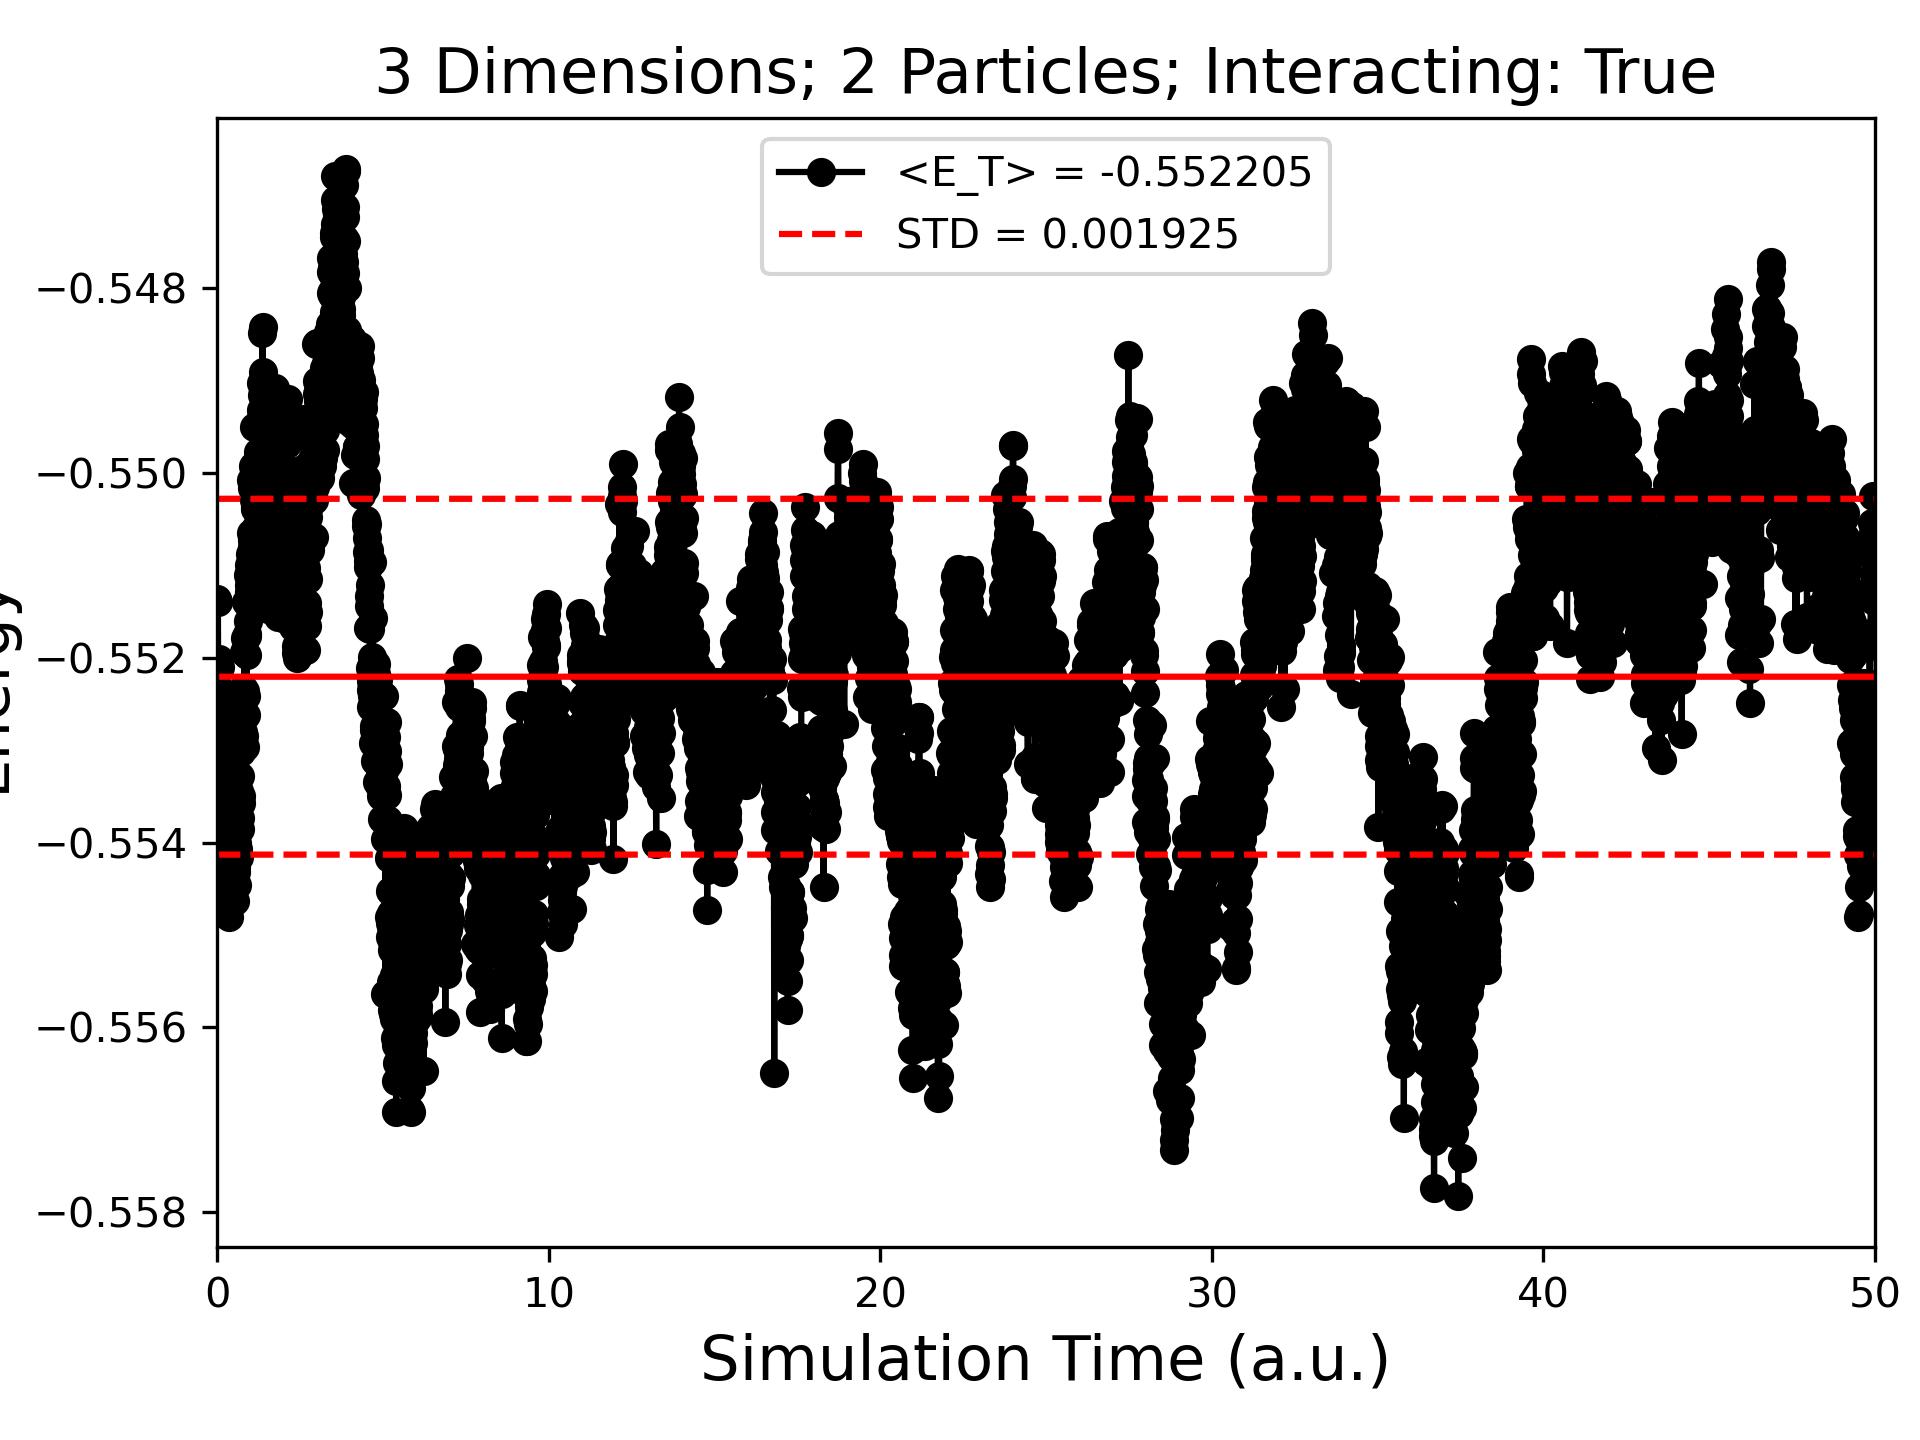 3 Dimensions; 2 Particles; Interacting: True
<E_T> = -0.552205
STD = 0.001925
−0.548
−0.550
−0.552
−0.554
−0.556
−0.558
Energy
0 10 20 30 40 50
Simulation Time (a.u.)